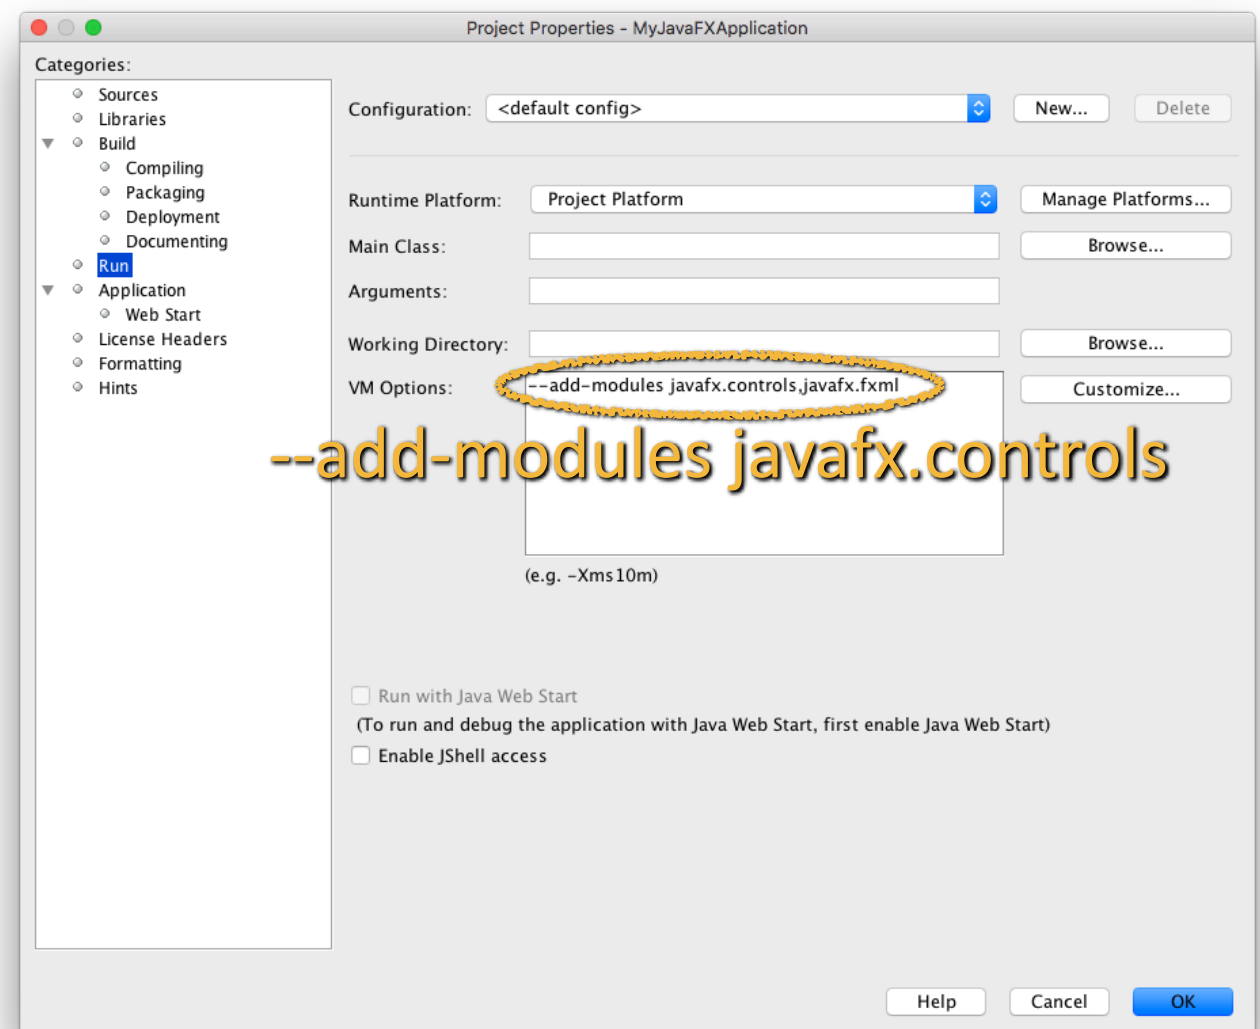 Project Properties - MyJavaFXApplication
Categories:
Sources
Libraries
Build
Compiling
Packaging
Deployment
Documenting
Run
Application
Web Start
License Headers
Formatting
Hints
Configuration: <default config> New... Delete
Runtime Platform: Project Platform Manage Platforms...
Main Class: Browse...
Arguments:
Working Directory: Browse...
VM Options: --add-modules javafx.controls,javafx.fxml Customize...
--add-modules javafx.controls
(e.g. -Xms10m)
Run with Java Web Start
(To run and debug the application with Java Web Start, first enable Java Web Start)
Enable JShell access
Help Cancel OK